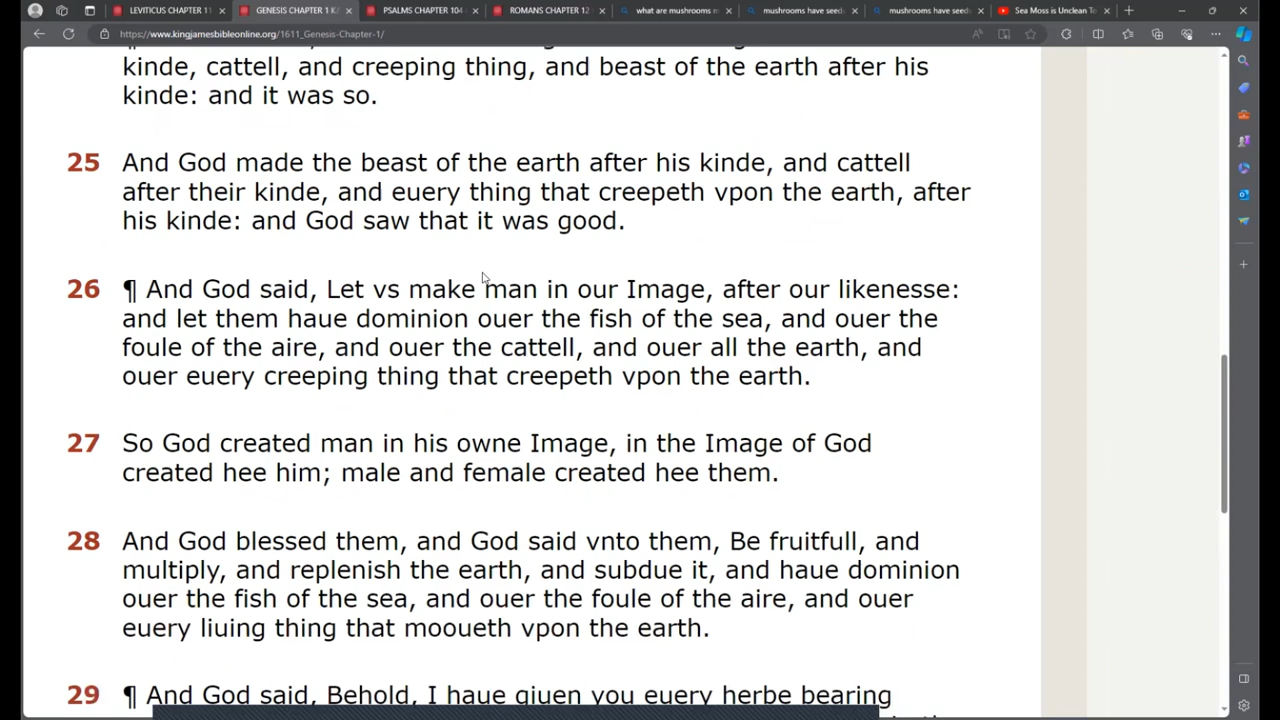 LEVITICUS CHAPTER 11
GENESIS CHAPTER 1 K
PSALMS CHAPTER 104
ROMANS CHAPTER 12
what are mushrooms m
mushrooms have seed
mushrooms have seed
Sea Moss is Unclean To
https://www.kingjamesbibleonline.org/1611_Genesis-Chapter-1/
kinde, cattell, and creeping thing, and beast of the earth after his
kinde: and it was so.
25 And God made the beast of the earth after his kinde, and cattell
after their kinde, and euery thing that creepeth vpon the earth, after
his kinde: and God saw that it was good.
26 ¶ And God said, Let vs make man in our Image, after our likenesse:
and let them haue dominion ouer the fish of the sea, and ouer the
foule of the aire, and ouer the cattell, and ouer all the earth, and
ouer euery creeping thing that creepeth vpon the earth.
27 So God created man in his owne Image, in the Image of God
created hee him; male and female created hee them.
28 And God blessed them, and God said vnto them, Be fruitfull, and
multiply, and replenish the earth, and subdue it, and haue dominion
ouer the fish of the sea, and ouer the foule of the aire, and ouer
euery liuing thing that mooueth vpon the earth.
29 ¶ And God said, Behold, I haue giuen you euery herbe bearing